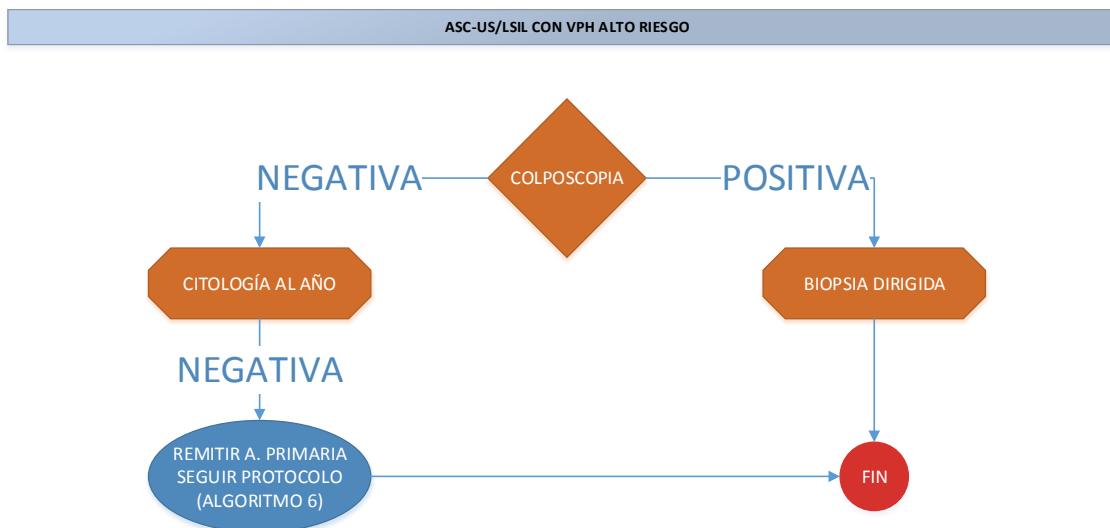 ASC-US/LSIL CON VPH ALTO RIESGO
COLPOSCOPIA
NEGATIVA
POSITIVA
CITOLOGÍA AL AÑO
BIOPSIA DIRIGIDA
NEGATIVA
REMITIR A. PRIMARIA
SEGUIR PROTOCOLO
(ALGORITMO 6)
FIN